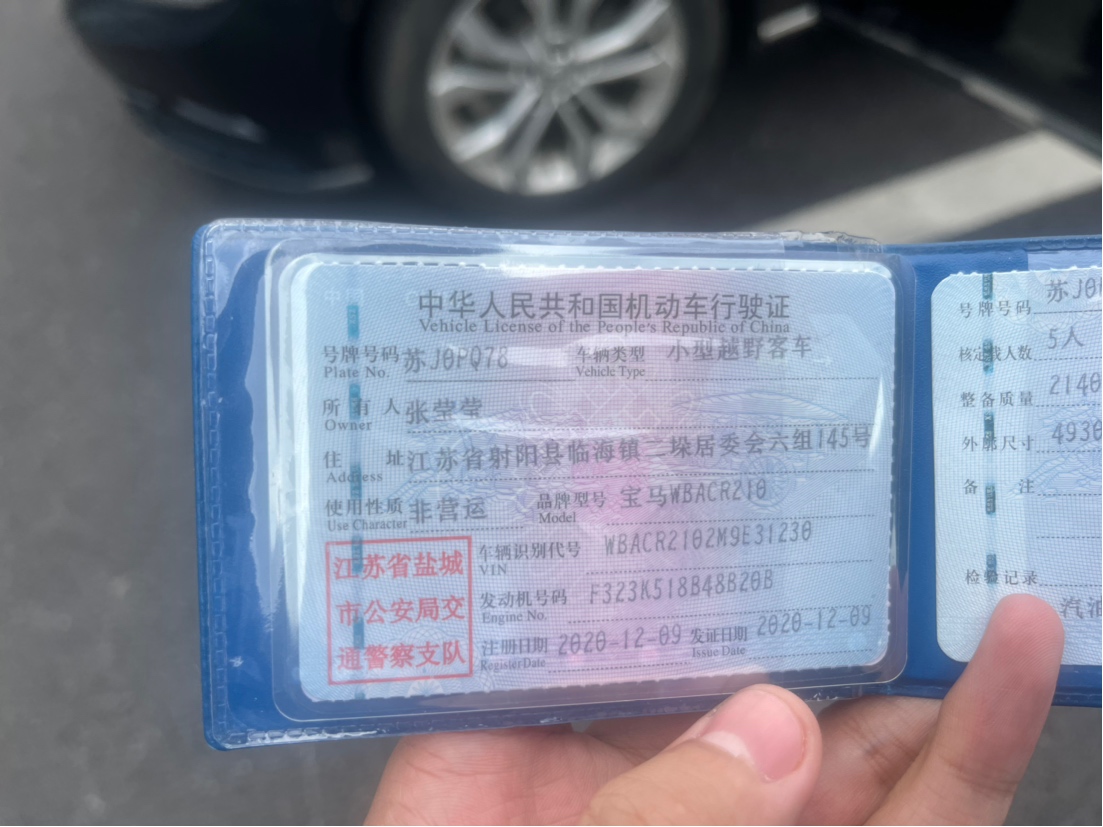 中华人民共和国机动车行驶证
Vehicle License of the People's Republic of China
号牌号码 苏J0PQ78 车辆类型 小型越野客车
Plate No. Vehicle Type
所有人 张莹莹
Owner
住址 江苏省射阳县临海镇二垛居委会六组145号
Address
使用性质 非营运 品牌型号 宝马WBACR210
Use Character Model
江苏省盐城
市公安局交
通警察支队
车辆识别代号 WBACR2102M9E31230
VIN
发动机号码 F323K518B48B20B
Engine No.
注册日期 2020-12-09 发证日期 2020-12-09
Register Date Issue Date
号牌号码 苏J0
核定载人数 5人
整备质量 2140
外廓尺寸 4930
备注
检验记录
汽油